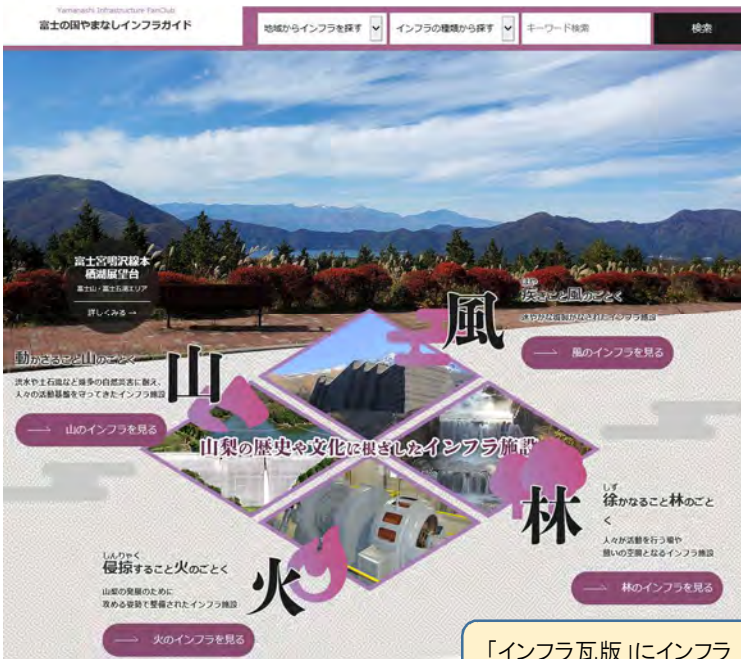 Yamanashi Infrastructure FanClub
富士の国やまなしインフラガイド
地域からインフラを探す
インフラの種類から探す
キーワード検索
検索
富士宮鳴沢線本
栖湖展望台
富士山・富士五湖エリア
詳しくみる →
風
はや
疾きこと風のごとく
速やかな復旧がなされたインフラ施設
風のインフラを見る
山
動かざること山のごとく
洪水や土石流など幾多の自然災害に耐え、
人々の活動基盤を守ってきたインフラ施設
山のインフラを見る
山梨の歴史や文化に根ざしたインフラ施設
林
しず
徐かなること林のごと
く
人々が活動を行う場や
憩いの空間となるインフラ施設
林のインフラを見る
火
しんりゃく
侵掠すること火のごとく
山梨の発展のために
攻める姿勢で整備されたインフラ施設
火のインフラを見る
「インフラ瓦版」にインフラ